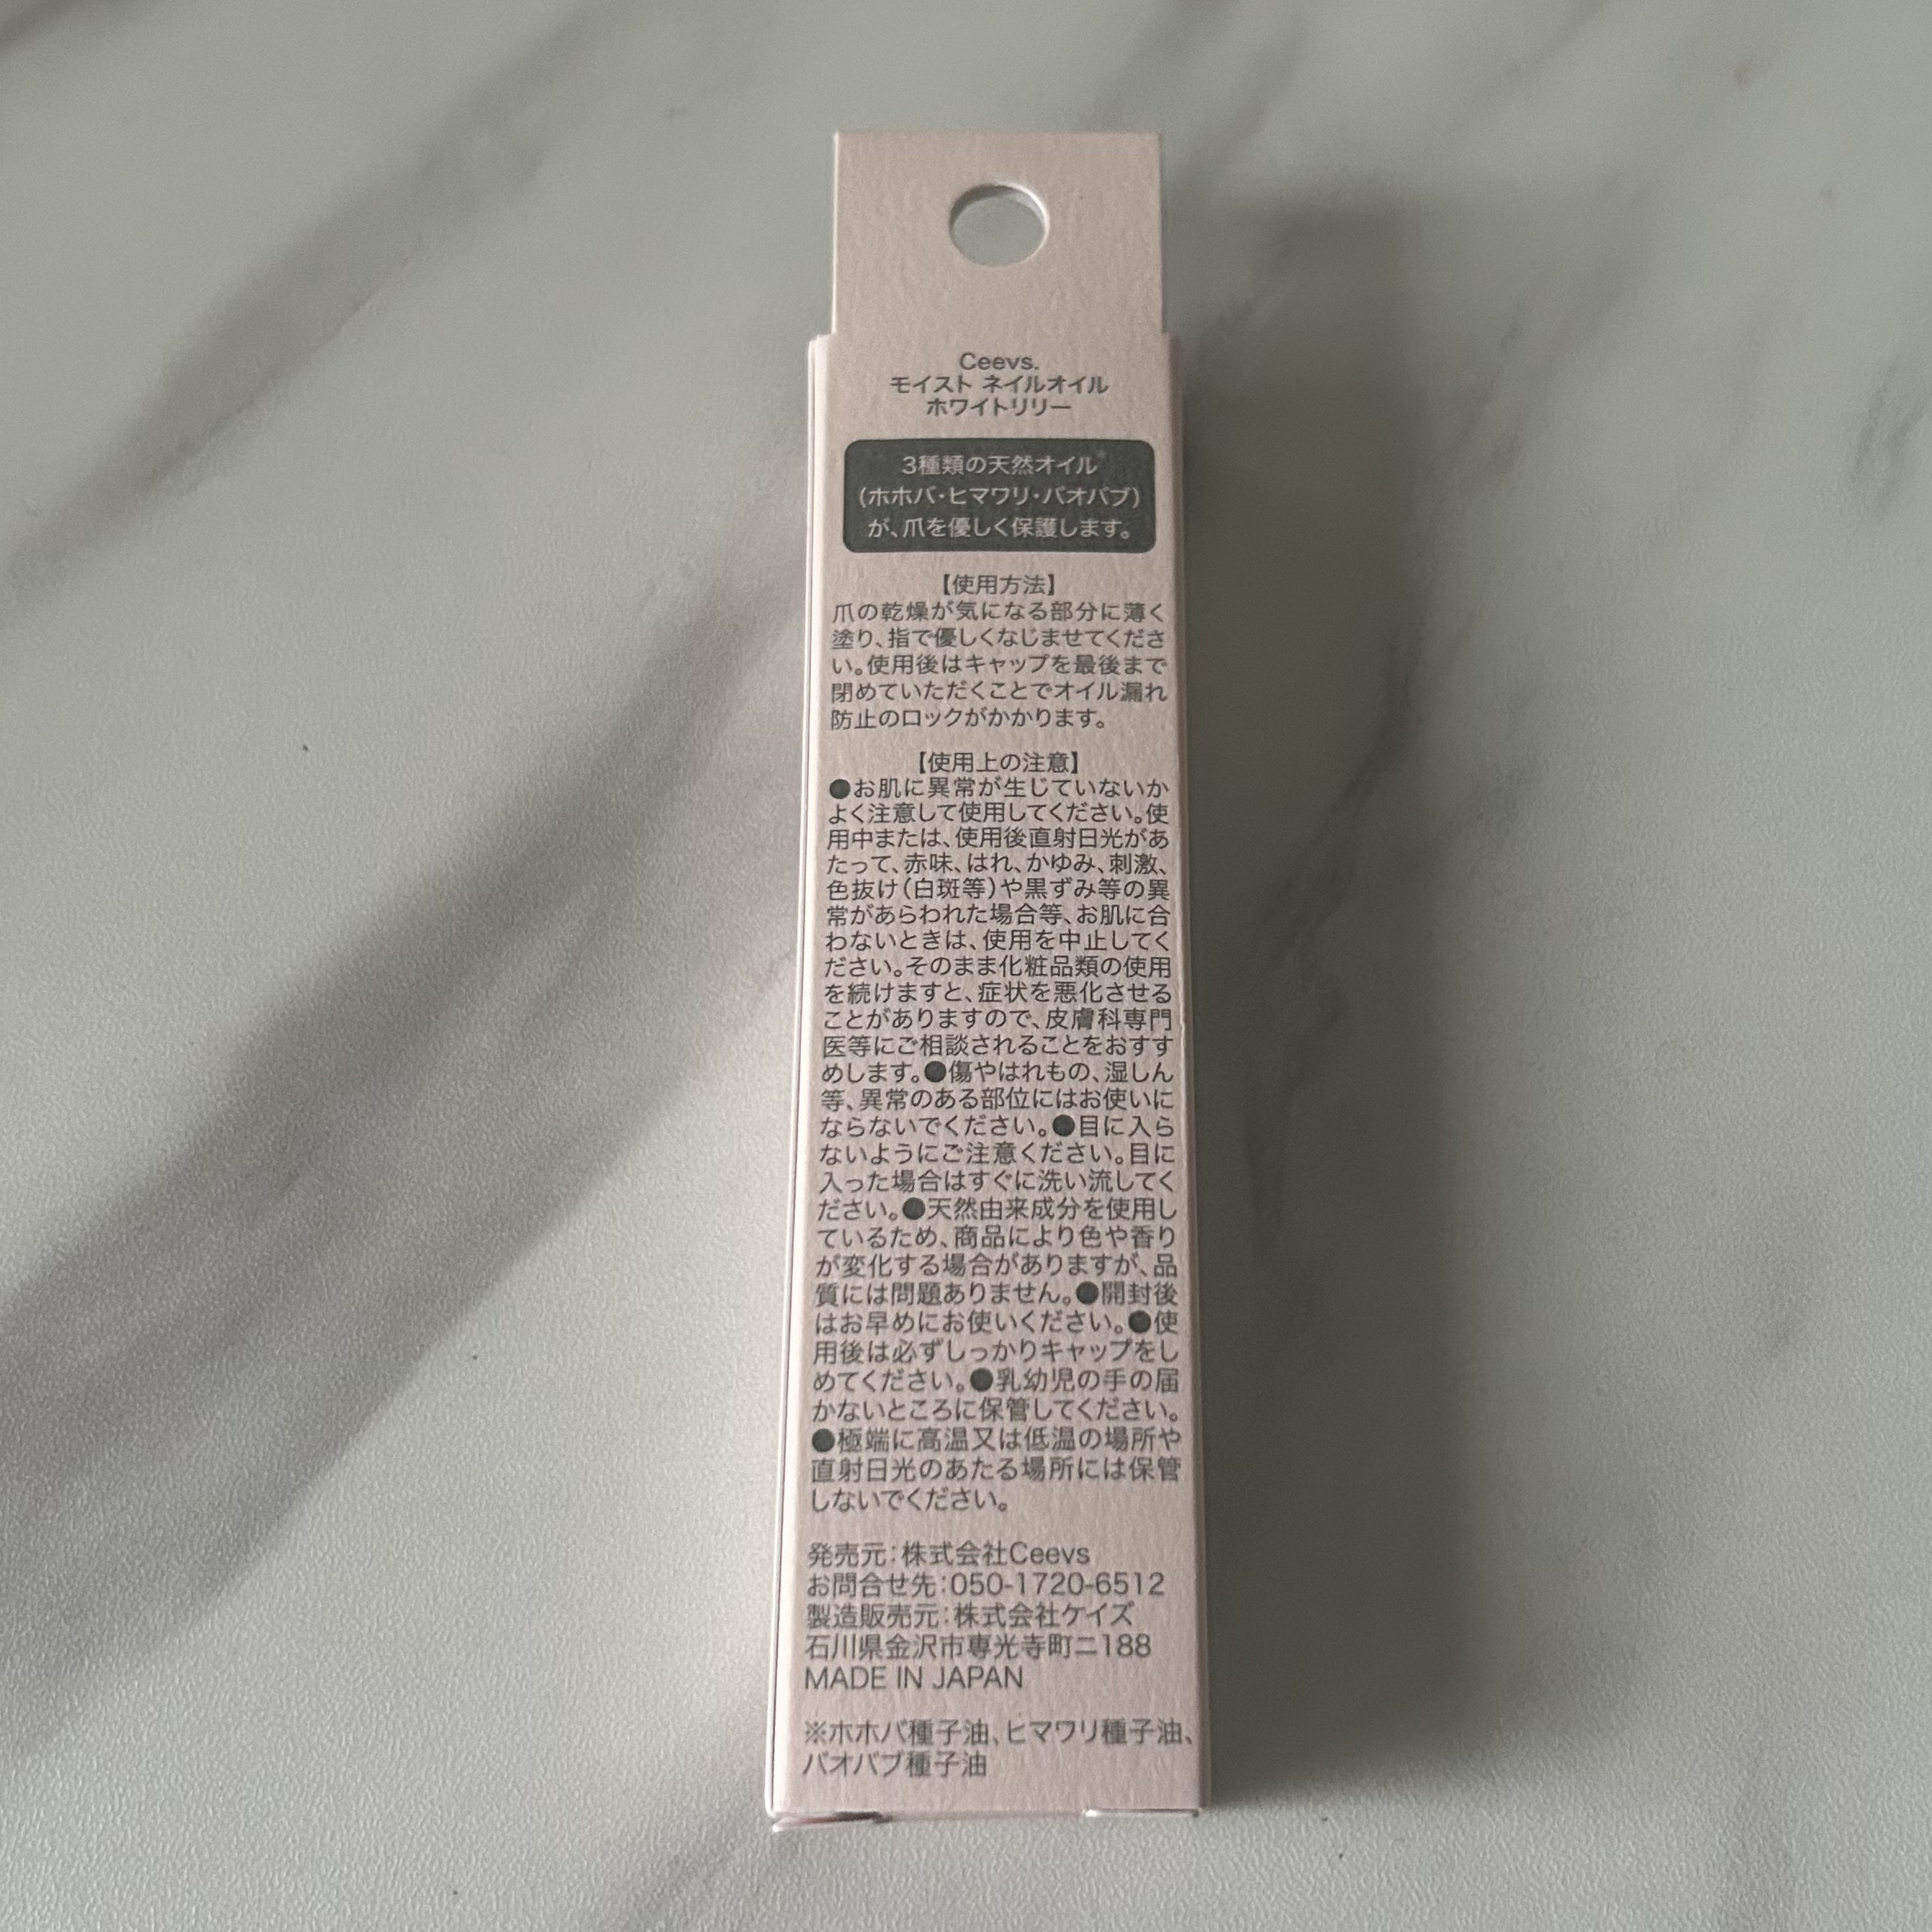 Ceevs.
モイスト ネイルオイル
ホワイトリリー
3種類の天然オイル※
(ホホバ・ヒマワリ・バオバブ)
が、爪を優しく保護します。
【使用方法】
爪の乾燥が気になる部分に薄く
塗り、指で優しくなじませてくださ
い。使用後はキャップを最後まで
閉めていただくことでオイル漏れ
防止のロックがかかります。
【使用上の注意】
●お肌に異常が生じていないか
よく注意して使用してください。使
用中または、使用後直射日光があ
たって、赤味、はれ、かゆみ、刺激、
色抜け(白斑等)や黒ずみ等の異
常があらわれた場合等、お肌に合
わないときは、使用を中止してく
ださい。そのまま化粧品類の使用
を続けますと、症状を悪化させる
ことがありますので、皮膚科専門
医等にご相談されることをおすす
めします。●傷やはれもの、湿しん
等、異常のある部位にはお使いに
ならないでください。●目に入ら
ないようにご注意ください。目に
入った場合はすぐに洗い流してく
ださい。●天然由来成分を使用し
ているため、商品により色や香り
が変化する場合がありますが、品
質には問題ありません。●開封後
はお早めにお使いください。●使
用後は必ずしっかりキャップをし
めてください。●乳幼児の手の届
かないところに保管してください。
●極端に高温又は低温の場所や
直射日光のあたる場所には保管
しないでください。
発売元:株式会社Ceevs
お問合せ先:050-1720-6512
製造販売元:株式会社ケイズ
石川県金沢市専光寺町ニ188
MADE IN JAPAN
※ホホバ種子油、ヒマワリ種子油、
バオバブ種子油